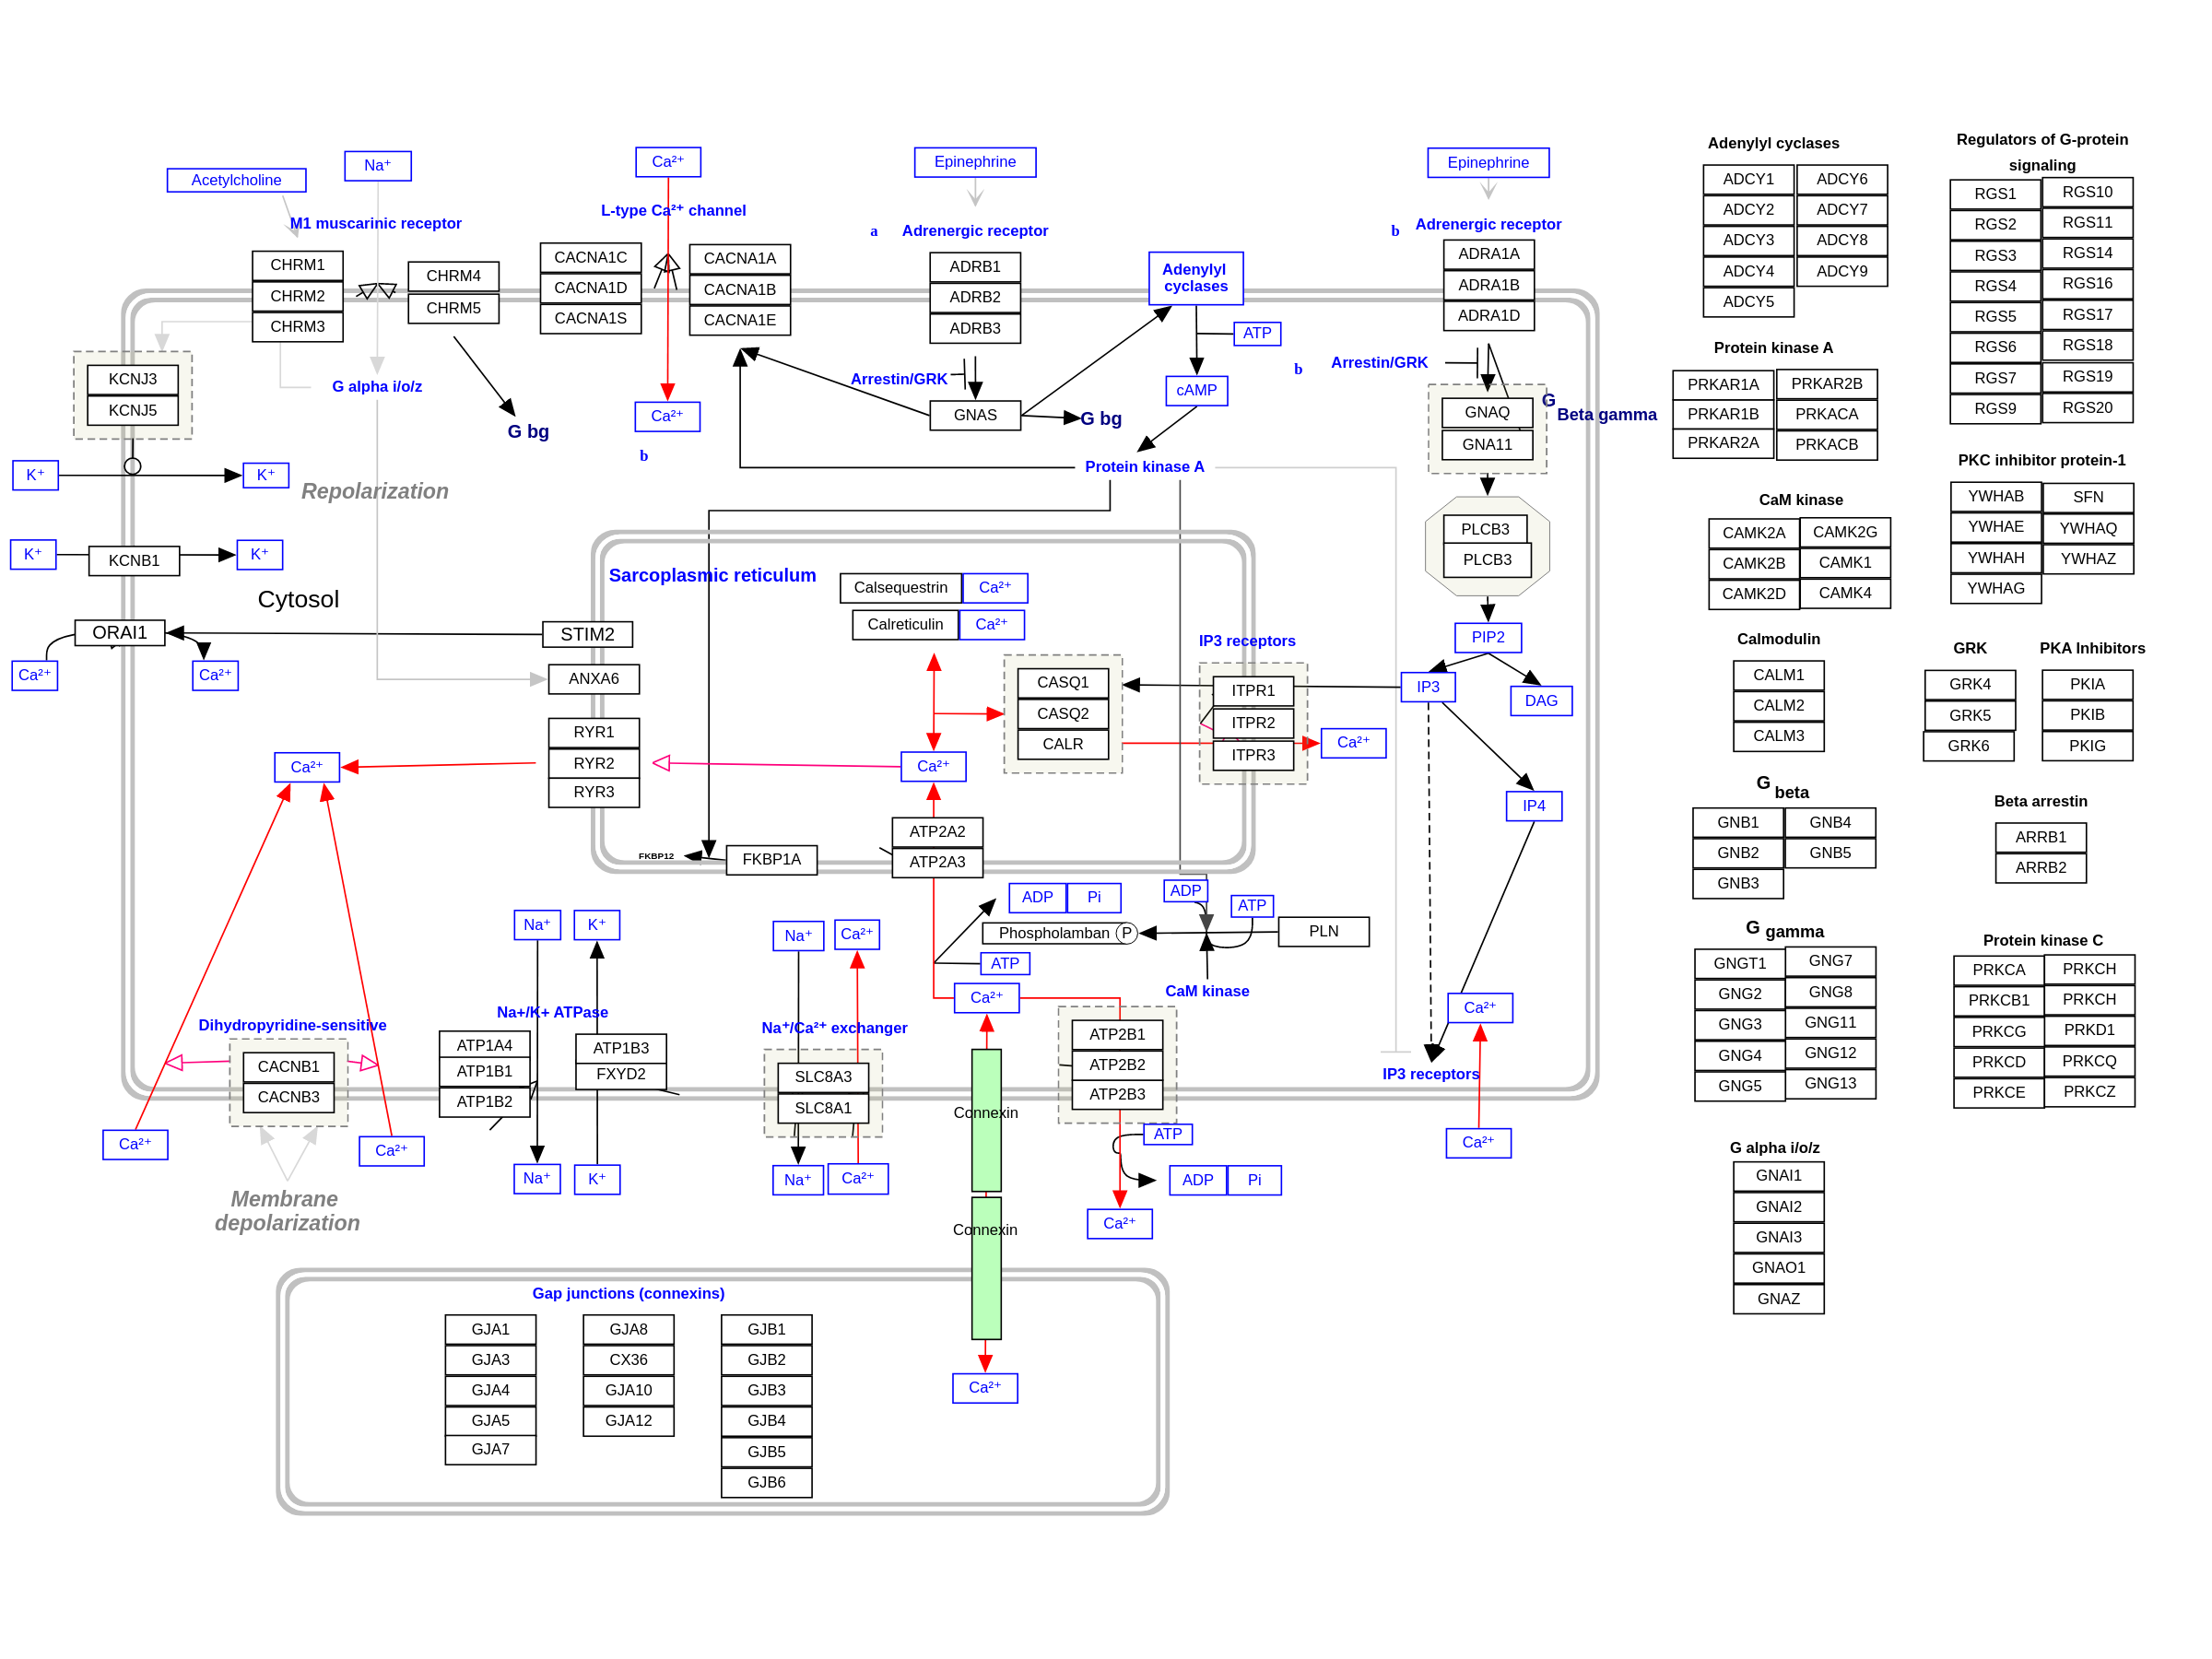 Acetylcholine
Na⁺
Ca²⁺
Epinephrine
Epinephrine
M1 muscarinic receptor
L-type Ca²⁺ channel
a
Adrenergic receptor
b
Adrenergic receptor
CHRM1
CHRM2
CHRM3
CHRM4
CHRM5
CACNA1C
CACNA1D
CACNA1S
CACNA1A
CACNA1B
CACNA1E
ADRB1
ADRB2
ADRB3
Adenylyl
cyclases
ADRA1A
ADRA1B
ADRA1D
ATP
KCNJ3
KCNJ5
G alpha i/o/z
G bg
Ca²⁺
b
Arrestin/GRK
GNAS
G bg
cAMP
b
Arrestin/GRK
GNAQ
GNA11
G
Beta gamma
K⁺
K⁺
Repolarization
Protein kinase A
K⁺
KCNB1
K⁺
Cytosol
PLCB3
PLCB3
Sarcoplasmic reticulum
Calsequestrin
Ca²⁺
Calreticulin
Ca²⁺
ORAI1
STIM2
Ca²⁺
Ca²⁺
ANXA6
IP3 receptors
PIP2
IP3
DAG
CASQ1
CASQ2
CALR
ITPR1
ITPR2
ITPR3
Ca²⁺
RYR1
RYR2
RYR3
Ca²⁺
Ca²⁺
IP4
ATP2A2
ATP2A3
FKBP12
FKBP1A
ADP
Pi
ADP
ATP
Phospholamban
P
PLN
ATP
CaM kinase
Na⁺
K⁺
Na⁺
Ca²⁺
Ca²⁺
Ca²⁺
Na+/K+ ATPase
Na⁺/Ca²⁺ exchanger
Dihydropyridine-sensitive
CACNB1
CACNB3
ATP1A4
ATP1B1
ATP1B2
ATP1B3
FXYD2
SLC8A3
SLC8A1
Connexin
ATP2B1
ATP2B2
ATP2B3
IP3 receptors
Ca²⁺
Ca²⁺
Na⁺
K⁺
Na⁺
Ca²⁺
ATP
ADP
Pi
Ca²⁺
Ca²⁺
Membrane
depolarization
Connexin
Gap junctions (connexins)
GJA1
GJA3
GJA4
GJA5
GJA7
GJA8
CX36
GJA10
GJA12
GJB1
GJB2
GJB3
GJB4
GJB5
GJB6
Ca²⁺
Adenylyl cyclases
ADCY1
ADCY2
ADCY3
ADCY4
ADCY5
ADCY6
ADCY7
ADCY8
ADCY9
Protein kinase A
PRKAR1A
PRKAR1B
PRKAR2A
PRKAR2B
PRKACA
PRKACB
CaM kinase
CAMK2A
CAMK2B
CAMK2D
CAMK2G
CAMK1
CAMK4
Calmodulin
CALM1
CALM2
CALM3
G
beta
GNB1
GNB2
GNB3
GNB4
GNB5
G
gamma
GNGT1
GNG2
GNG3
GNG4
GNG5
GNG7
GNG8
GNG11
GNG12
GNG13
G alpha i/o/z
GNAI1
GNAI2
GNAI3
GNAO1
GNAZ
Regulators of G-protein
signaling
RGS1
RGS2
RGS3
RGS4
RGS5
RGS6
RGS7
RGS9
RGS10
RGS11
RGS14
RGS16
RGS17
RGS18
RGS19
RGS20
PKC inhibitor protein-1
YWHAB
YWHAE
YWHAH
YWHAG
SFN
YWHAQ
YWHAZ
GRK
GRK4
GRK5
GRK6
PKA Inhibitors
PKIA
PKIB
PKIG
Beta arrestin
ARRB1
ARRB2
Protein kinase C
PRKCA
PRKCB1
PRKCG
PRKCD
PRKCE
PRKCH
PRKCH
PRKD1
PRKCQ
PRKCZ